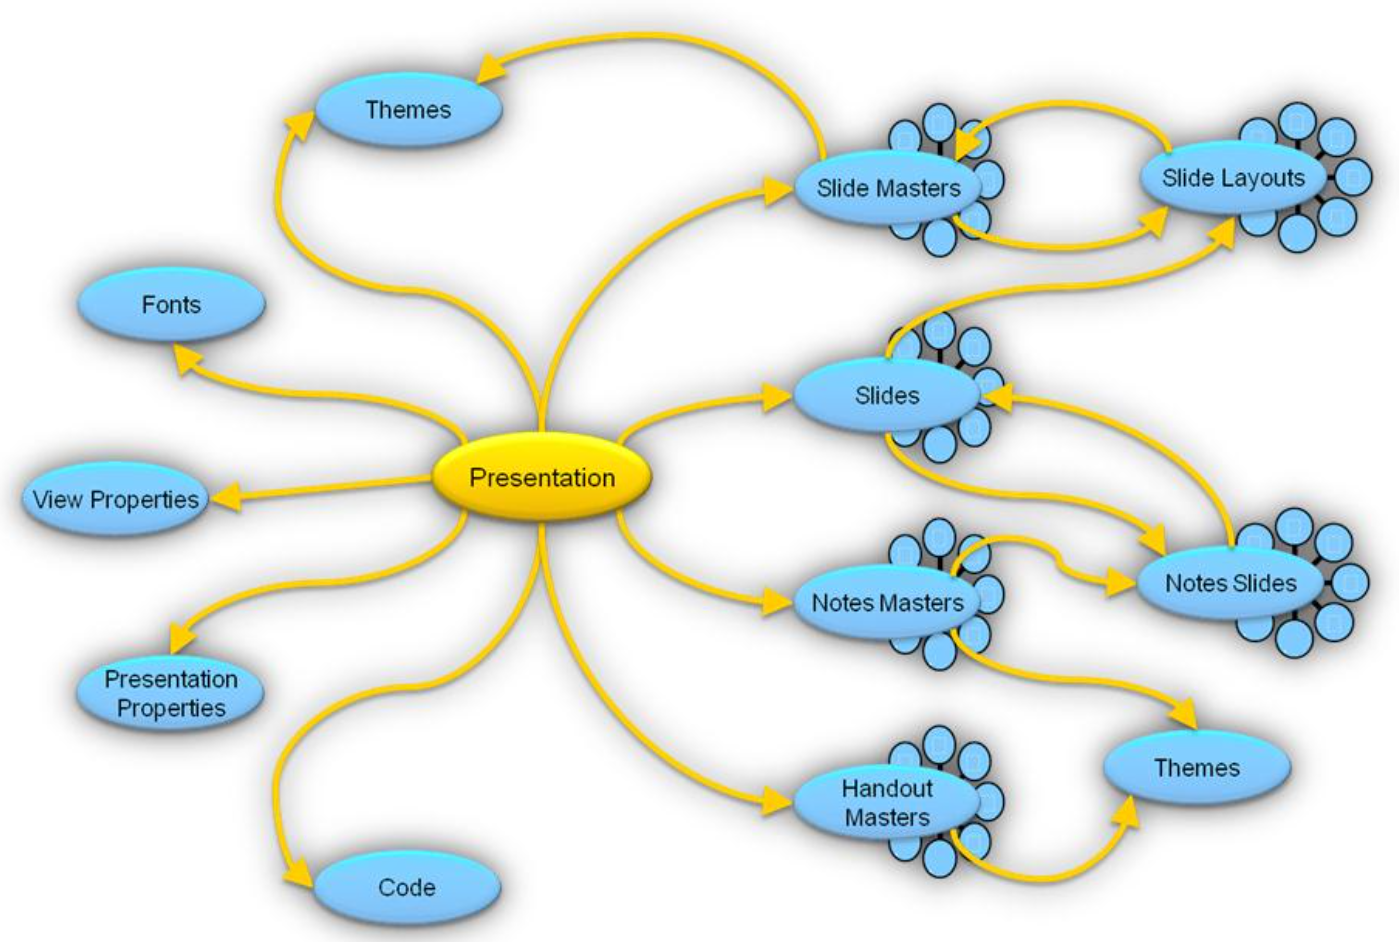 Themes
Slide Masters
Slide Layouts
Fonts
Slides
Presentation
View Properties
Notes Masters
Notes Slides
Presentation
Properties
Themes
Handout
Masters
Code